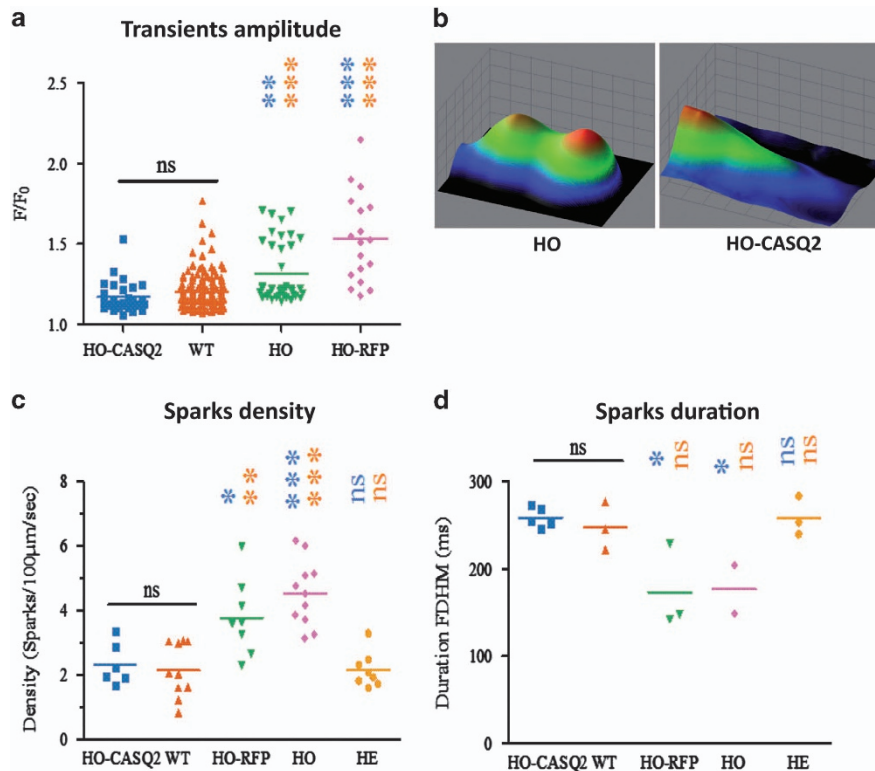 a
Transients amplitude
** *** *** ***
2.5
2.0
1.5
1.0
F/F0
ns
HO-CASQ2 WT HO HO-RFP
b
HO HO-CASQ2
c
Sparks density
* ** *** *** ns ns
8
6
4
2
0
Density (Sparks/100μm/sec)
ns
HO-CASQ2 WT HO-RFP HO HE
d
Sparks duration
* ns * ns ns ns
300
200
100
0
Duration FDHM (ms)
ns
HO-CASQ2 WT HO-RFP HO HE